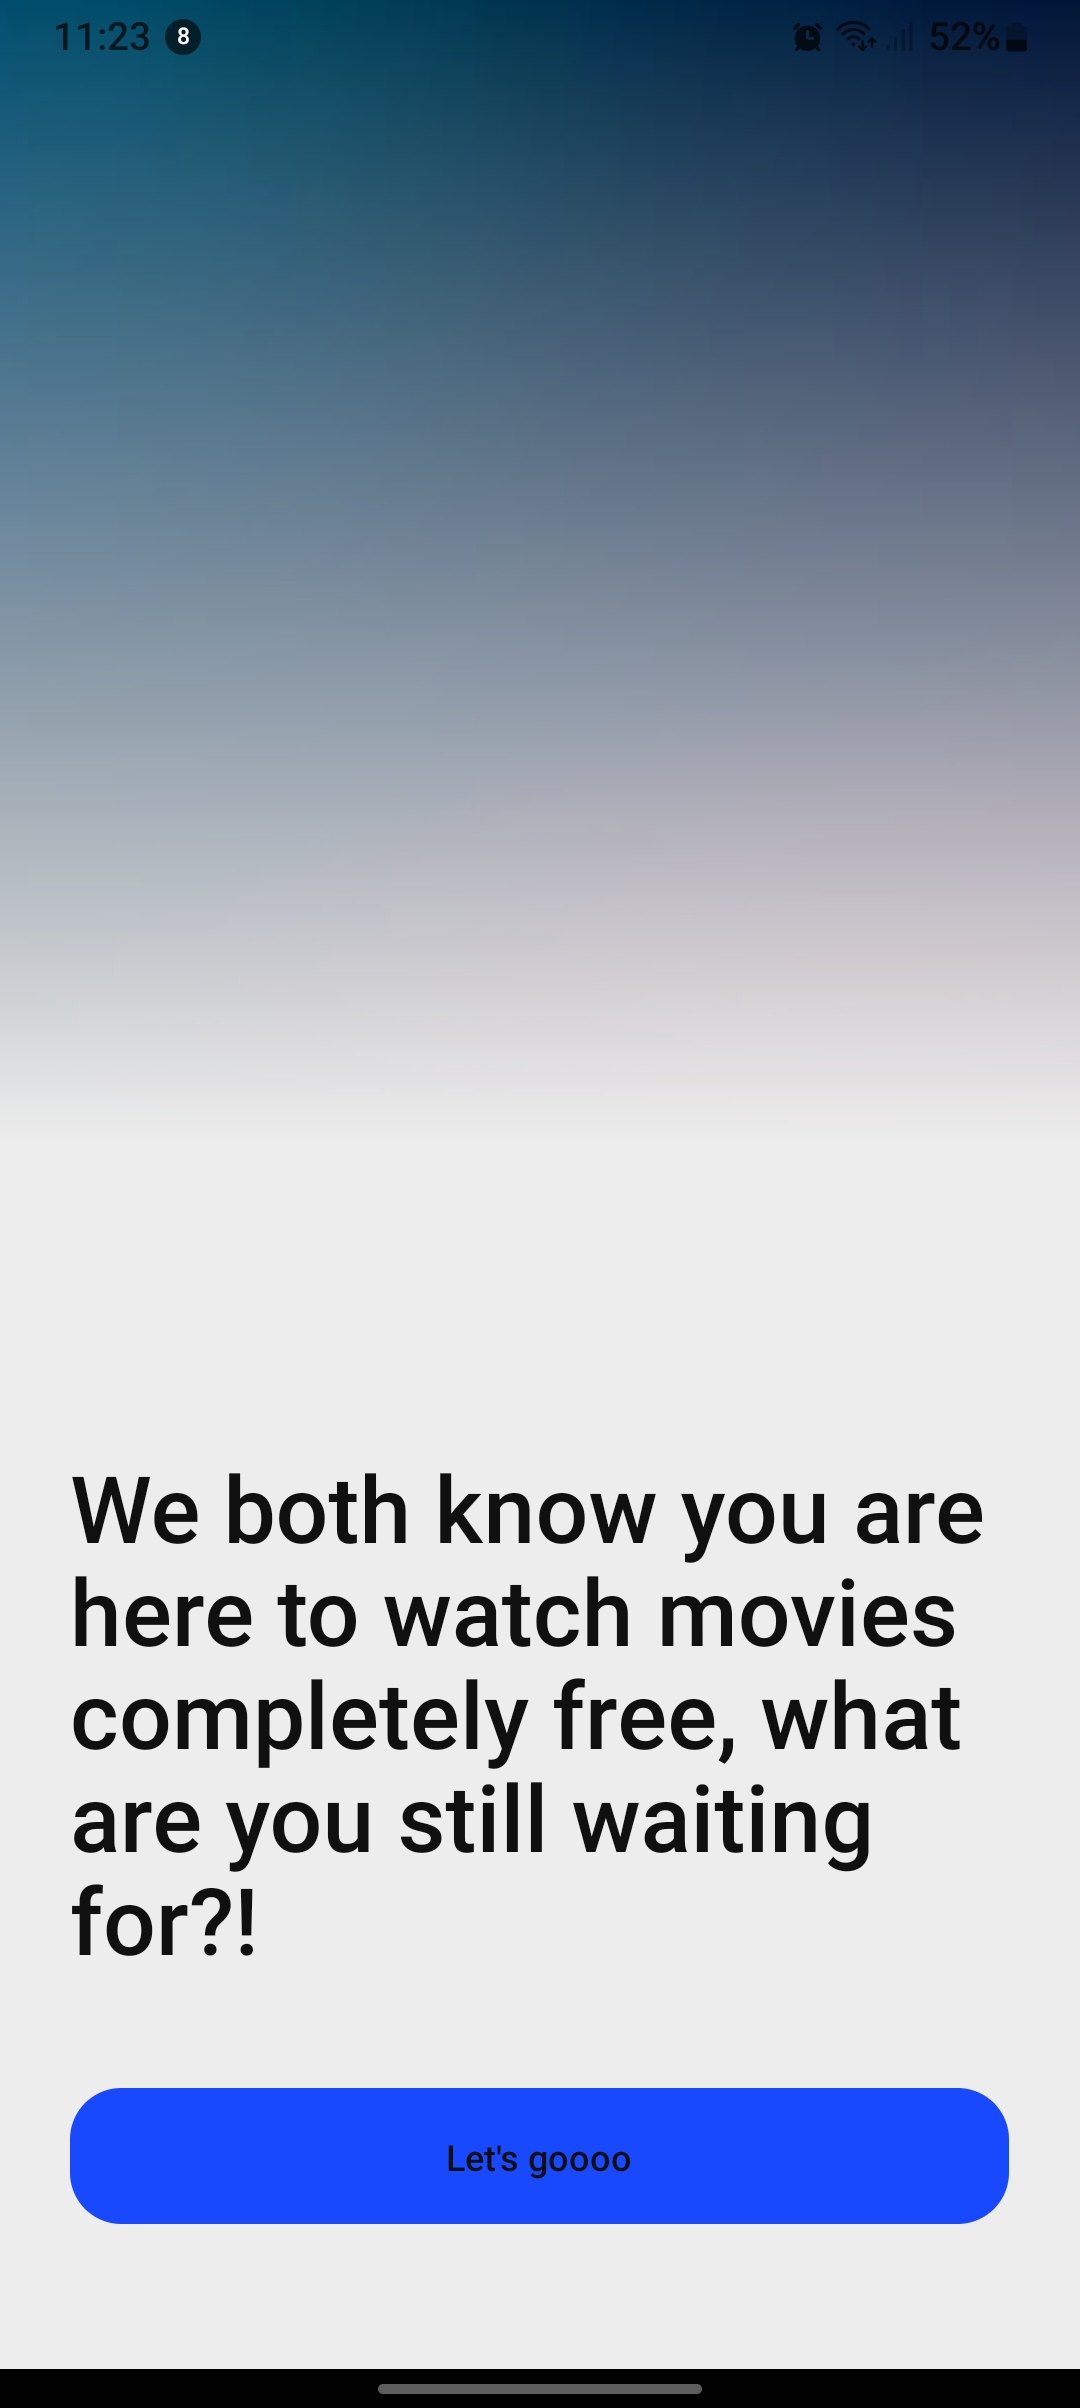 11:23 8 52%
We both know you are
here to watch movies
completely free, what
are you still waiting
for?!
Let's goooo